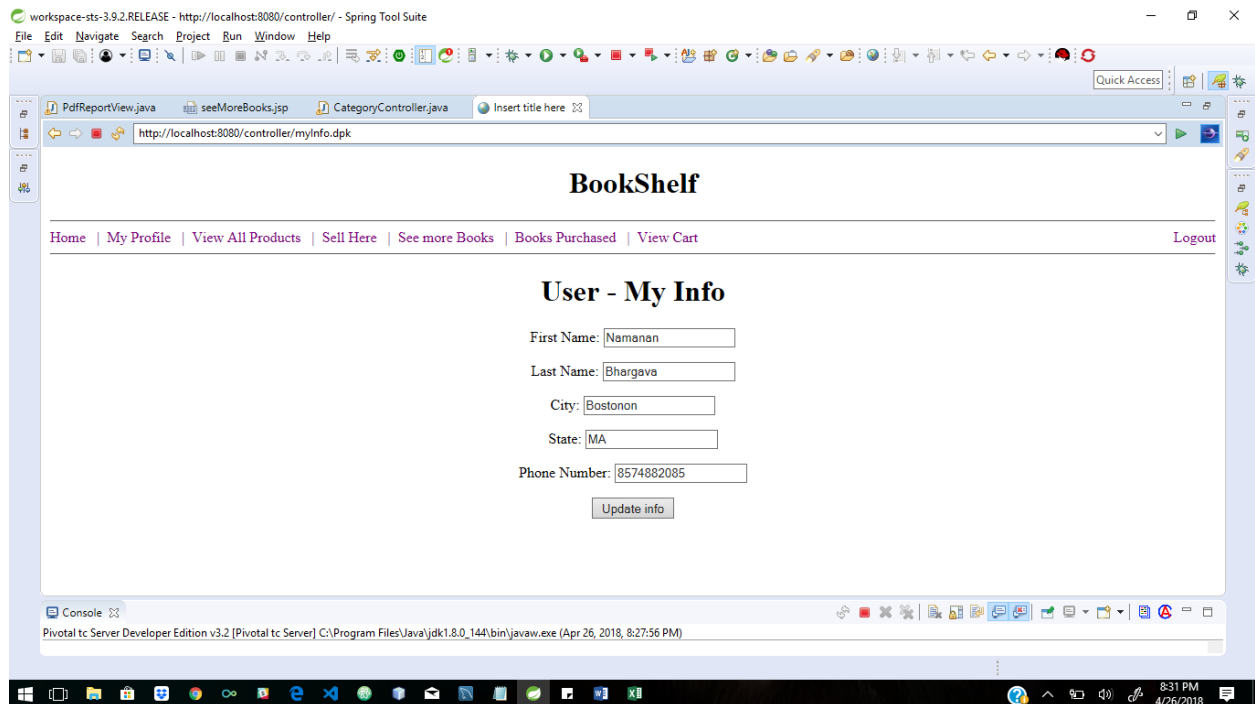 workspace-sts-3.9.2.RELEASE - http://localhost:8080/controller/ - Spring Tool Suite
File Edit Navigate Search Project Run Window Help
Quick Access
PdfReportView.java seeMoreBooks.jsp CategoryController.java Insert title here
http://localhost:8080/controller/myInfo.dpk
BookShelf
Home | My Profile | View All Products | Sell Here | See more Books | Books Purchased | View Cart Logout
User - My Info
First Name: Namanan
Last Name: Bhargava
City: Bostonon
State: MA
Phone Number: 8574882085
Update info
Console
Pivotal tc Server Developer Edition v3.2 [Pivotal tc Server] C:\Program Files\Java\jdk1.8.0_144\bin\javaw.exe (Apr 26, 2018, 8:27:56 PM)
8:31 PM
4/26/2018